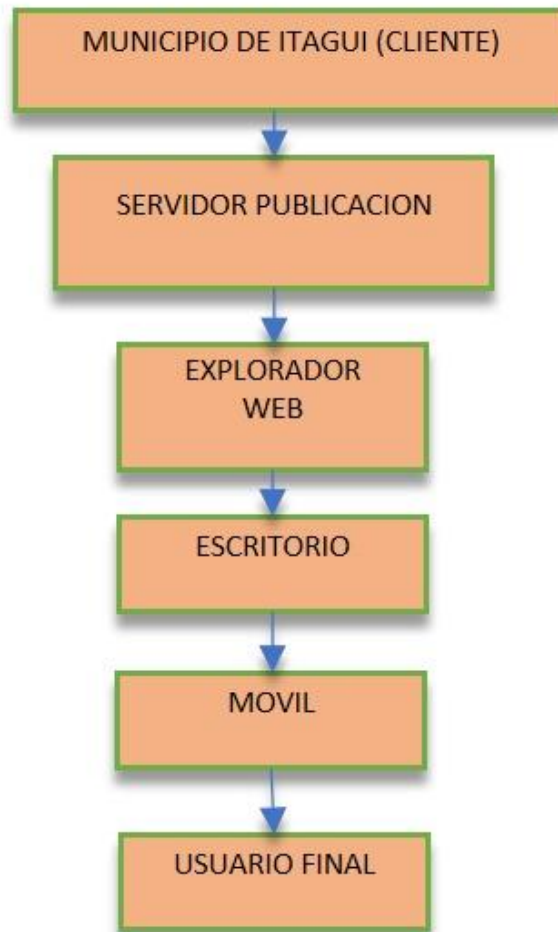 MUNICIPIO DE ITAGUI (CLIENTE)
SERVIDOR PUBLICACION
EXPLORADOR
WEB
ESCRITORIO
MOVIL
USUARIO FINAL